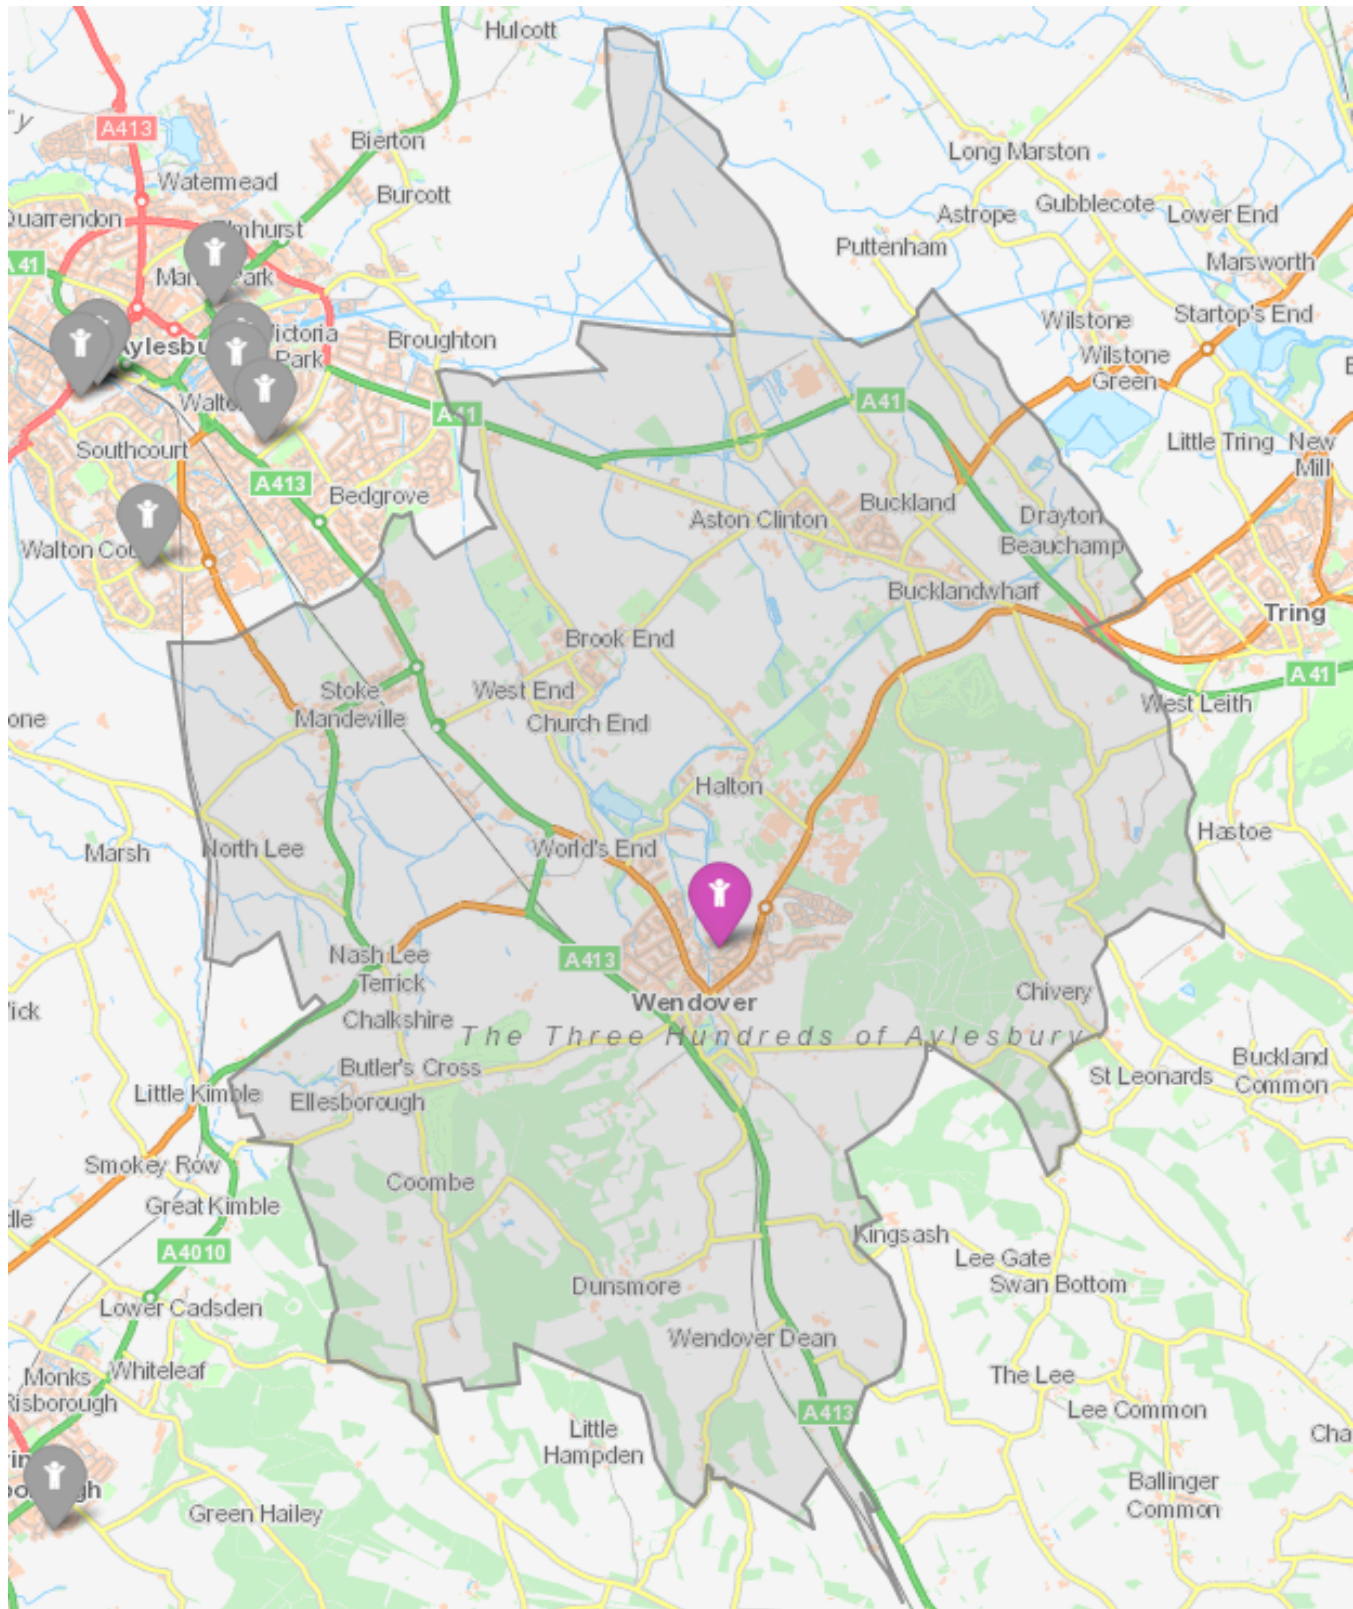 Hulcott
A413
Bierton
Long Marston
Watermead
Burcott
Gubblecote
Quarrendon
Astrope
Lower End
Puttenham
A41
Marsworth
Startop's End
Wilstone
Broughton
Park
Wilstone
Green
A41
A41
Southcourt
Little Tring
New
Mill
A413
Bedgrove
Buckland
Aston Clinton
Drayton
Beauchamp
Bucklandwharf
Tring
Brook End
A41
Stoke
Mandeville
West End
West Leith
Church End
Halton
Hastoe
Marsh
North Lee
World's End
Nash Lee
Terrick
A413
Wendover
Chivery
Chalkshire
The Three Hundreds of Aylesbury
Buckland
Common
Butler's Cross
St Leonards
Little Kimble
Ellesborough
Smokey Row
Coombe
Great Kimble
Kingsash
A4010
Lee Gate
Swan Bottom
Dunsmore
Lower Cadsden
Wendover Dean
Whiteleaf
Monks
Risborough
The Lee
A413
Lee Common
Little
Hampden
Ballinger
Common
Green Hailey